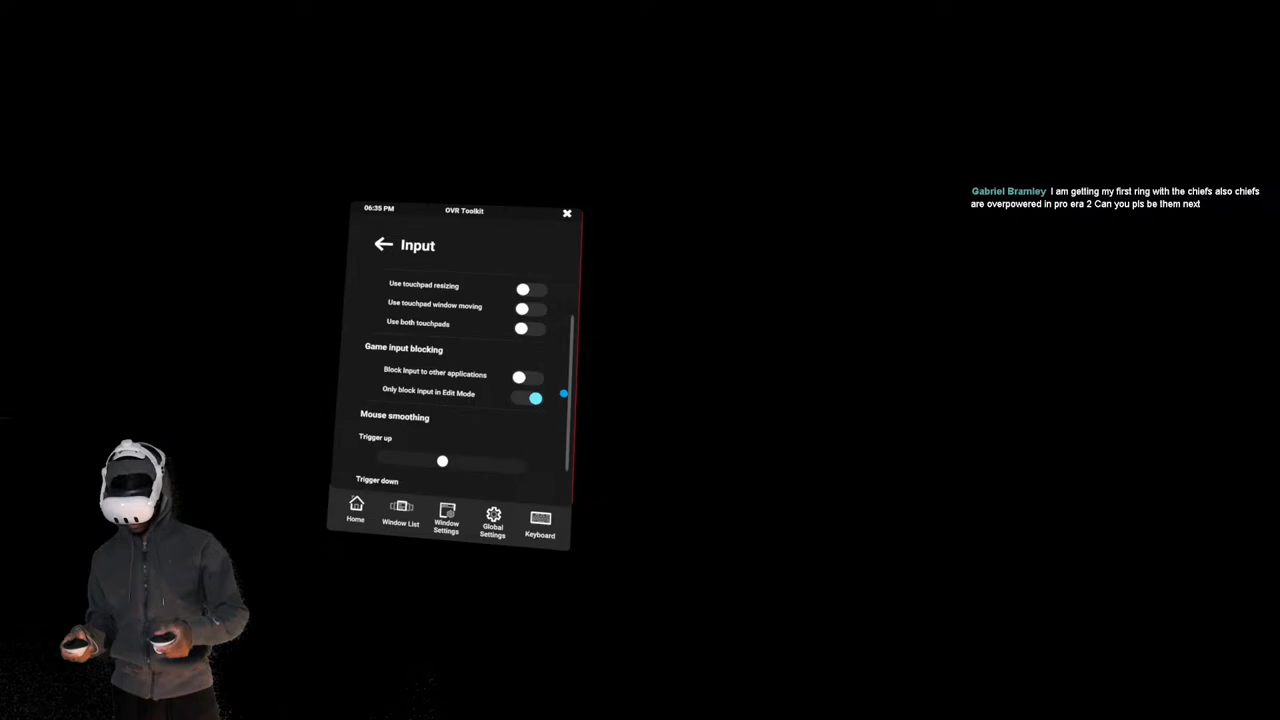 06:35 PM OVR Toolkit
Gabriel Bramley I am getting my first ring with the chiefs also chiefs
are overpowered in pro era 2 Can you pls be them next
Input
Use touchpad resizing
Use touchpad window moving
Use both touchpads
Game input blocking
Block Input to other applications
Only block input in Edit Mode
Mouse smoothing
Trigger up
Trigger down
Home
Window List
Window
Settings
Global
Settings
Keyboard